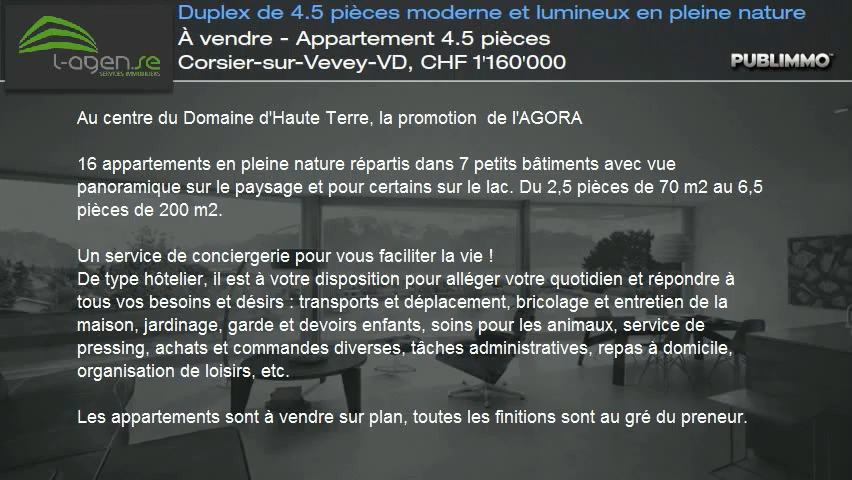 Duplex de 4.5 pièces moderne et lumineux en pleine nature
À vendre - Appartement 4.5 pièces
Corsier-sur-Vevey-VD, CHF 1'160'000
l-agen.se
SERVICES IMMOBILIERS
PUBLIMMO
Au centre du Domaine d'Haute Terre, la promotion de l'AGORA
16 appartements en pleine nature répartis dans 7 petits bâtiments avec vue
panoramique sur le paysage et pour certains sur le lac. Du 2,5 pièces de 70 m2 au 6,5
pièces de 200 m2.
Un service de conciergerie pour vous faciliter la vie !
De type hôtelier, il est à votre disposition pour alléger votre quotidien et répondre à
tous vos besoins et désirs : transports et déplacement, bricolage et entretien de la
maison, jardinage, garde et devoirs enfants, soins pour les animaux, service de
pressing, achats et commandes diverses, tâches administratives, repas à domicile,
organisation de loisirs, etc.
Les appartements sont à vendre sur plan, toutes les finitions sont au gré du preneur.